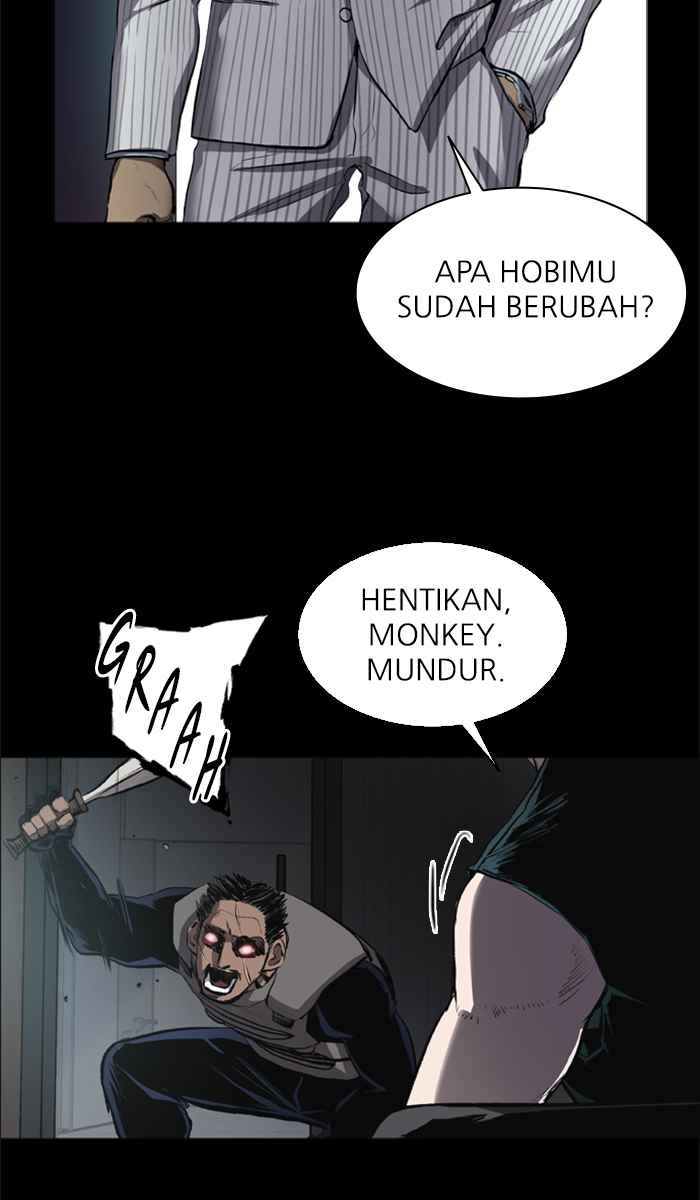 APA HOBIMU
SUDAH BERUBAH?
HENTIKAN,
MONKEY.
MUNDUR.
GRAAH